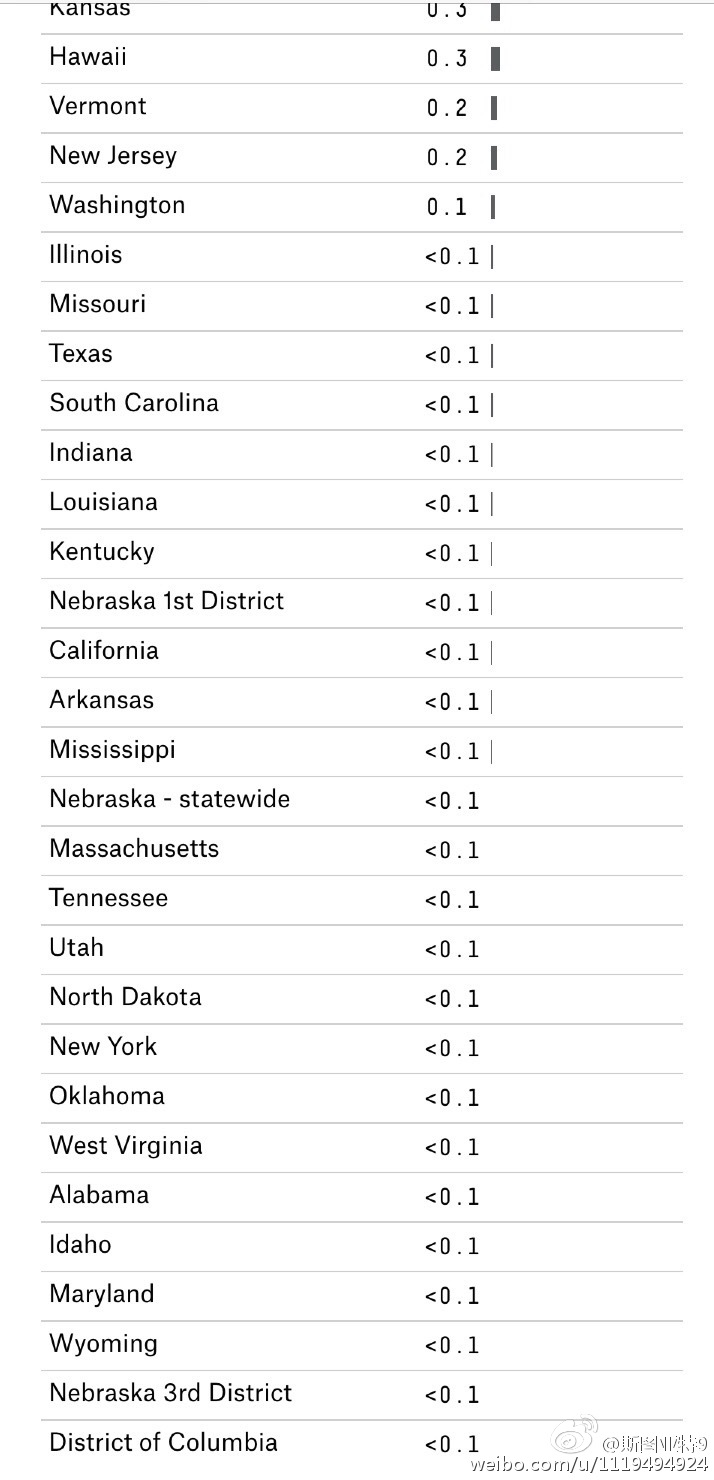 Kansas 0.3
Hawaii 0.3
Vermont 0.2
New Jersey 0.2
Washington 0.1
Illinois <0.1
Missouri <0.1
Texas <0.1
South Carolina <0.1
Indiana <0.1
Louisiana <0.1
Kentucky <0.1
Nebraska 1st District <0.1
California <0.1
Arkansas <0.1
Mississippi <0.1
Nebraska - statewide <0.1
Massachusetts <0.1
Tennessee <0.1
Utah <0.1
North Dakota <0.1
New York <0.1
Oklahoma <0.1
West Virginia <0.1
Alabama <0.1
Idaho <0.1
Maryland <0.1
Wyoming <0.1
Nebraska 3rd District <0.1
District of Columbia <0.1
weibo.com/u/1119494924